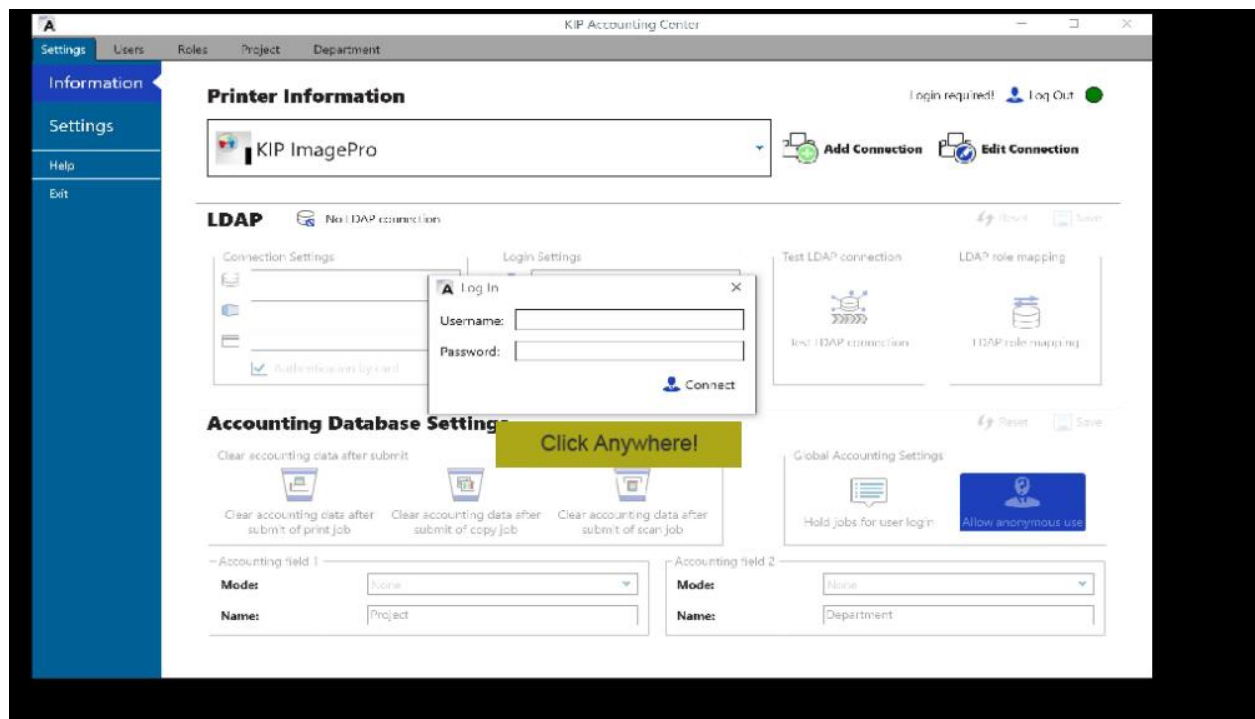 KIP Accounting Center
Settings Users Roles Project Department
Information
Settings
Help
Exit
Printer Information
Login required! Log Out
KIP ImagePro
Add Connection
Edit Connection
LDAP No LDAP connection
Reset Save
Connection Settings
Login Settings
Test LDAP connection
LDAP role mapping
Authentication by card
Test LDAP connection
LDAP role mapping
A Log In
Username:
Password:
Connect
Accounting Database Settings
Reset Save
Click Anywhere!
Clear accounting data after submit
Clear accounting data after
submit of print job
Clear accounting data after
submit of copy job
Clear accounting data after
submit of scan job
Global Accounting Settings
Hold jobs for user login
Allow anonymous use
Accounting field 1
Mode: None
Name: Project
Accounting field 2
Mode: None
Name: Department